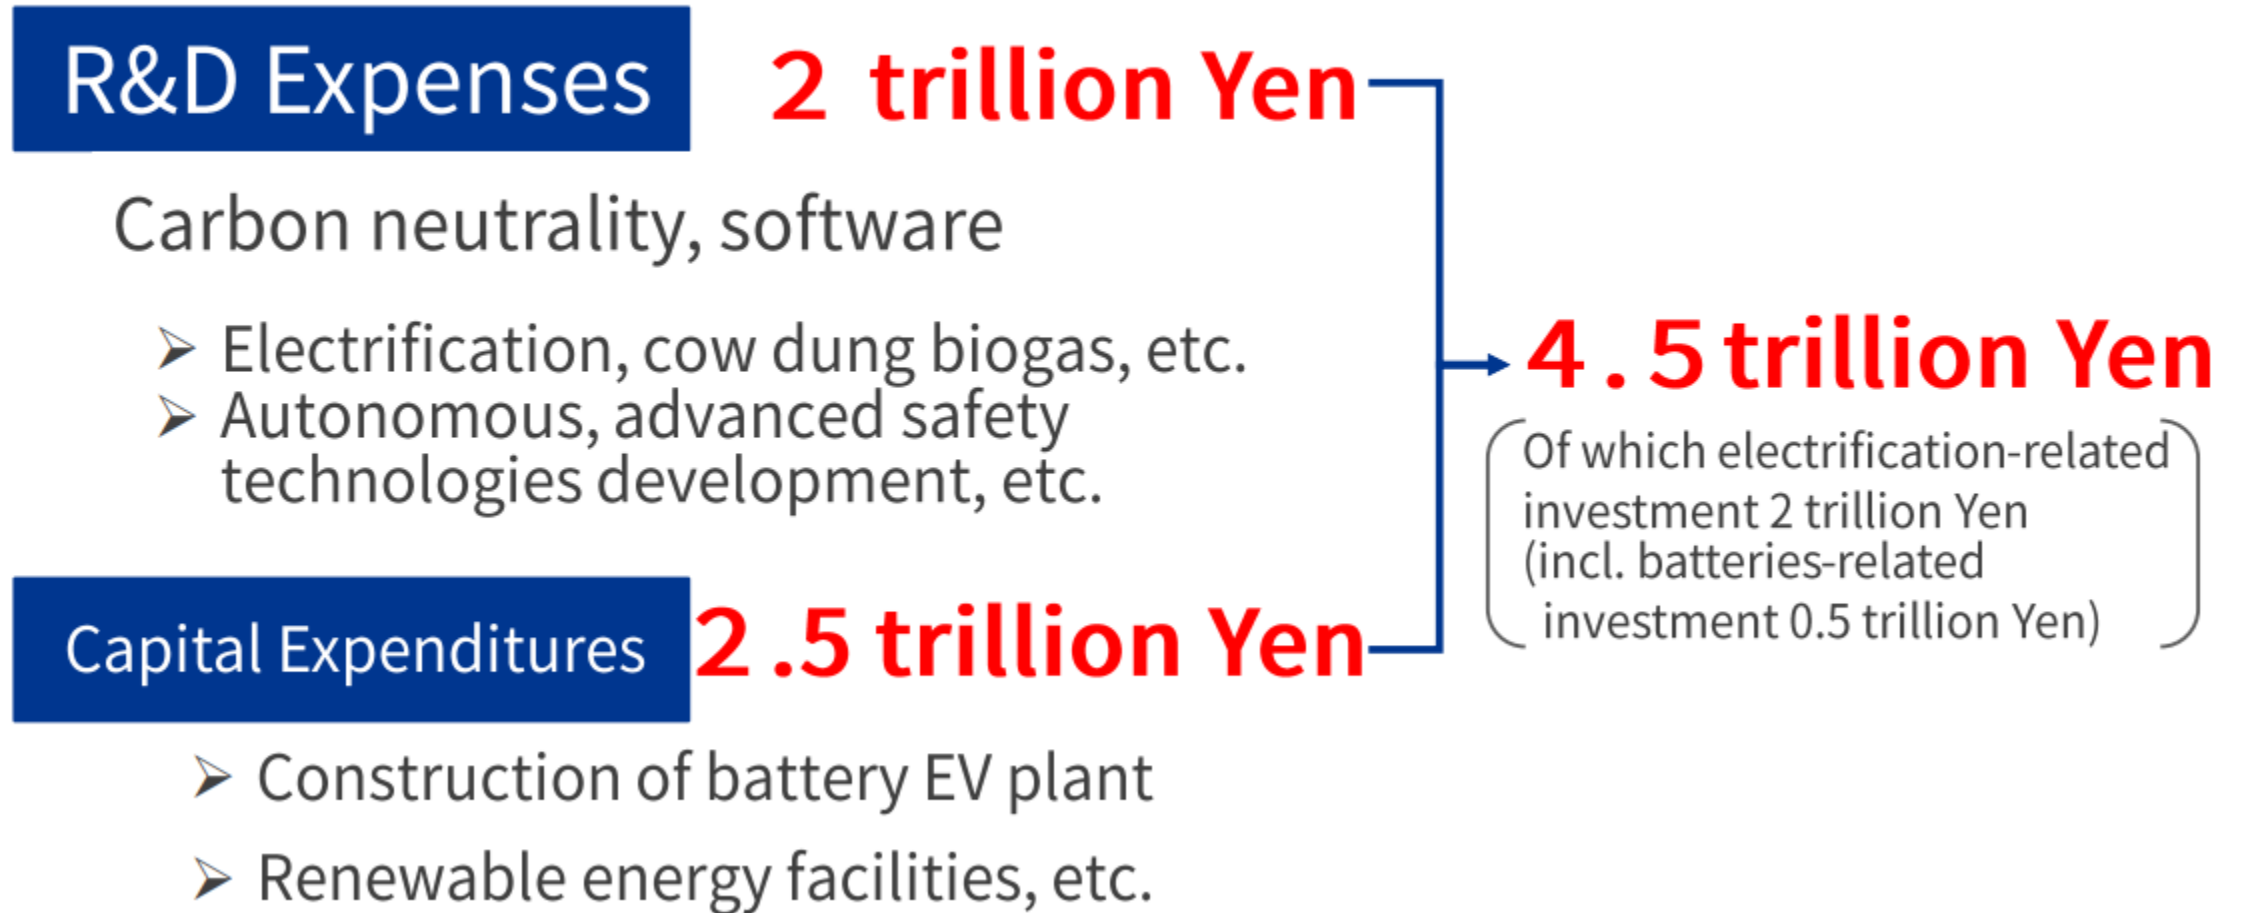 R&D Expenses
2 trillion Yen
Carbon neutrality, software
➢ Electrification, cow dung biogas, etc.
➢ Autonomous, advanced safety
technologies development, etc.
Capital Expenditures
2.5 trillion Yen
➢ Construction of battery EV plant
➢ Renewable energy facilities, etc.
4.5 trillion Yen
Of which electrification-related
investment 2 trillion Yen
(incl. batteries-related
investment 0.5 trillion Yen)